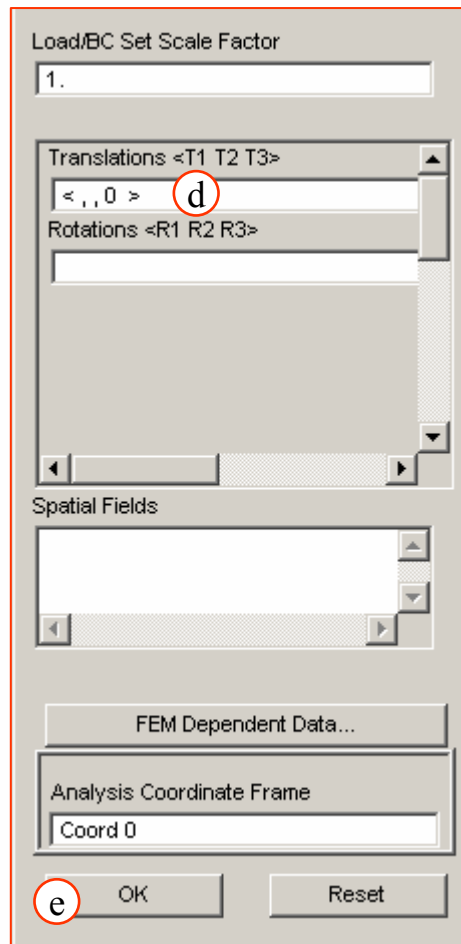 Load/BC Set Scale Factor
1.
Translations <T1 T2 T3>
< , , 0 > d
Rotations <R1 R2 R3>
Spatial Fields
FEM Dependent Data...
Analysis Coordinate Frame
Coord 0
e OK Reset